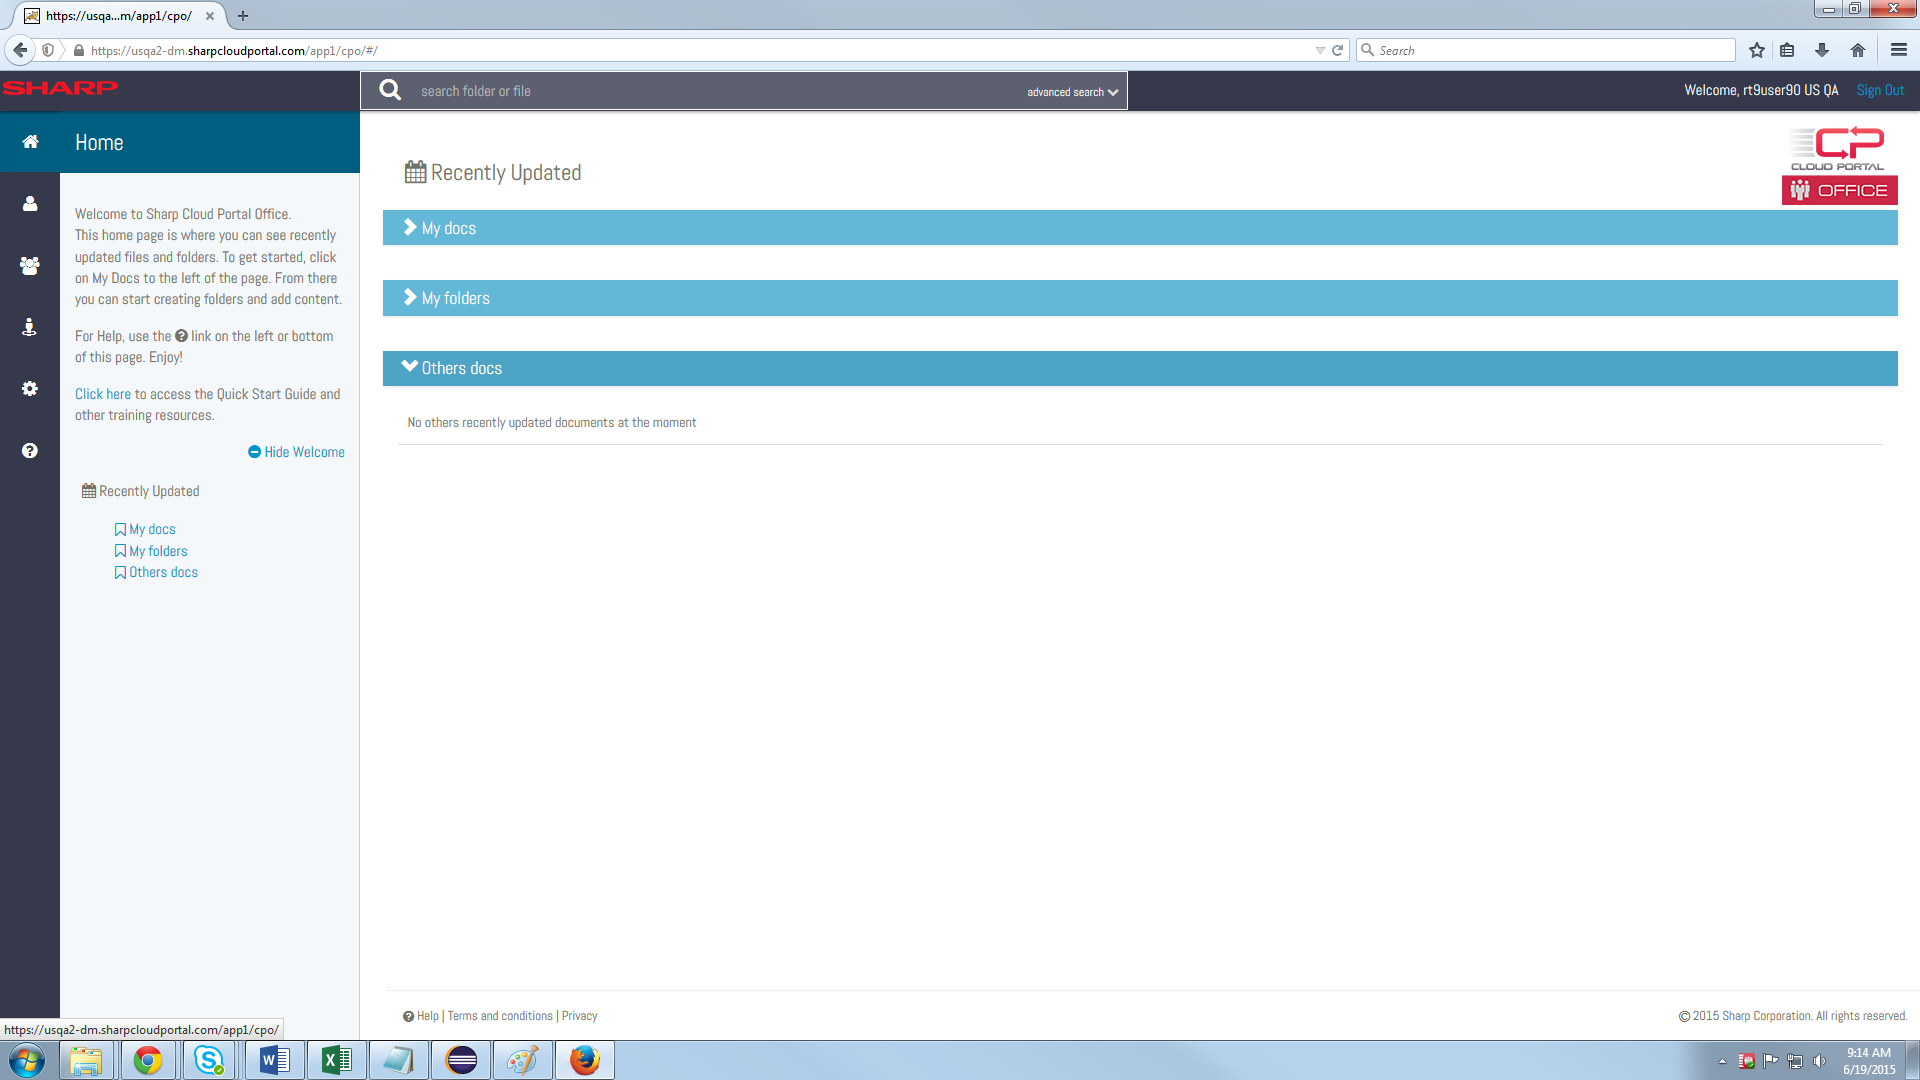 https://usqa...m/app1/cpo/
https://usqa2-dm.sharpcloudportal.com/app1/cpo/#/
Search
SHARP
search folder or file
advanced search
Welcome, rt9user90 US QA
Sign Out
Home
Welcome to Sharp Cloud Portal Office.
This home page is where you can see recently
updated files and folders. To get started, click
on My Docs to the left of the page. From there
you can start creating folders and add content.
For Help, use the link on the left or bottom
of this page. Enjoy!
Click here to access the Quick Start Guide and
other training resources.
Hide Welcome
Recently Updated
My docs
My folders
Others docs
Recently Updated
CP
CLOUD PORTAL
OFFICE
My docs
My folders
Others docs
No others recently updated documents at the moment
Help | Terms and conditions | Privacy
© 2015 Sharp Corporation. All rights reserved.
https://usqa2-dm.sharpcloudportal.com/app1/cpo/
9:14 AM
6/19/2015